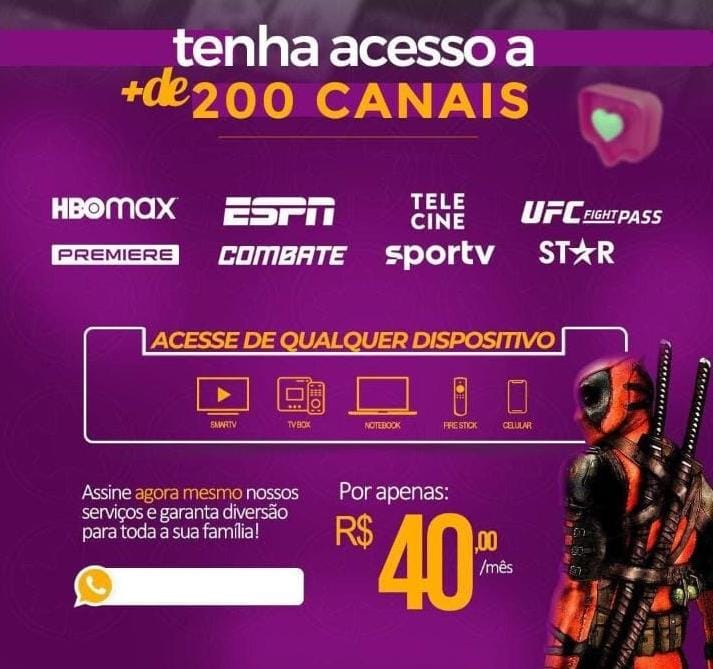 tenha acesso a
+de 200 CANAIS
HBOmax ESPN TELE CINE UFC FIGHT PASS
PREMIERE COMBATE sportv STAR
ACESSE DE QUALQUER DISPOSITIVO
SMARTV TV BOX NOTEBOOK FIRE STICK CELULAR
Assine agora mesmo nossos
serviços e garanta diversão
para toda a sua família!
Por apenas:
R$ 40,00
/mês